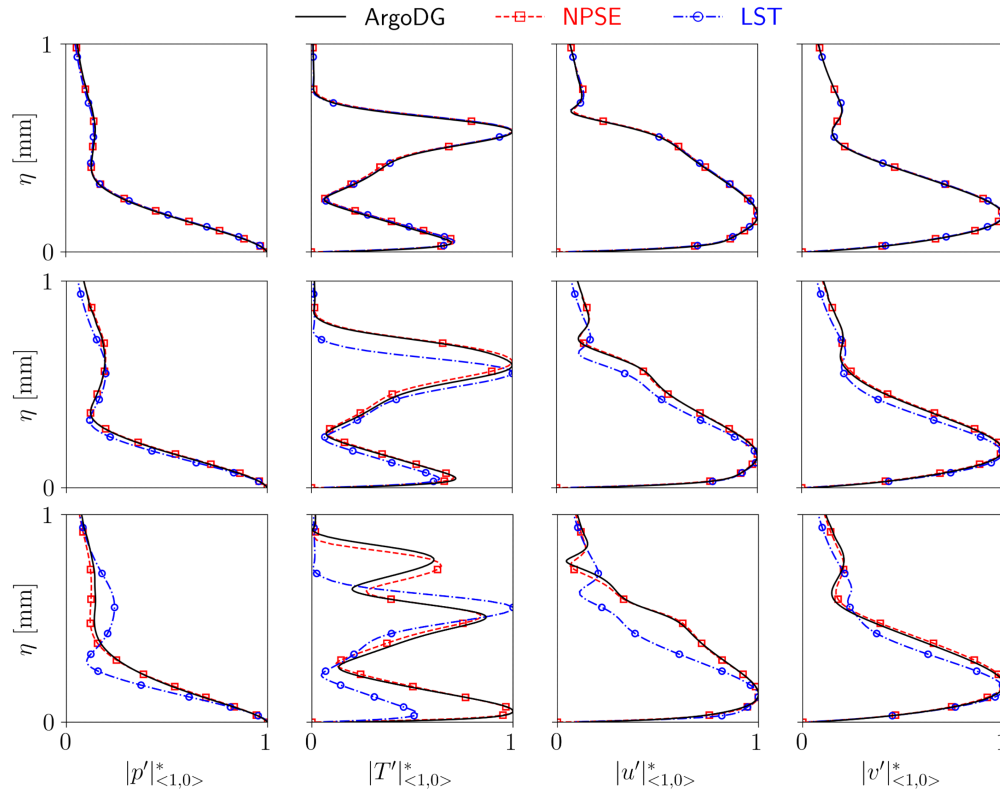 ArgoDG NPSE LST
1
η [mm]
0
1
η [mm]
0
1
η [mm]
0
0 1 0 1 0 1 0 1
|p′|*<1,0> |T′|*<1,0> |u′|*<1,0> |v′|*<1,0>